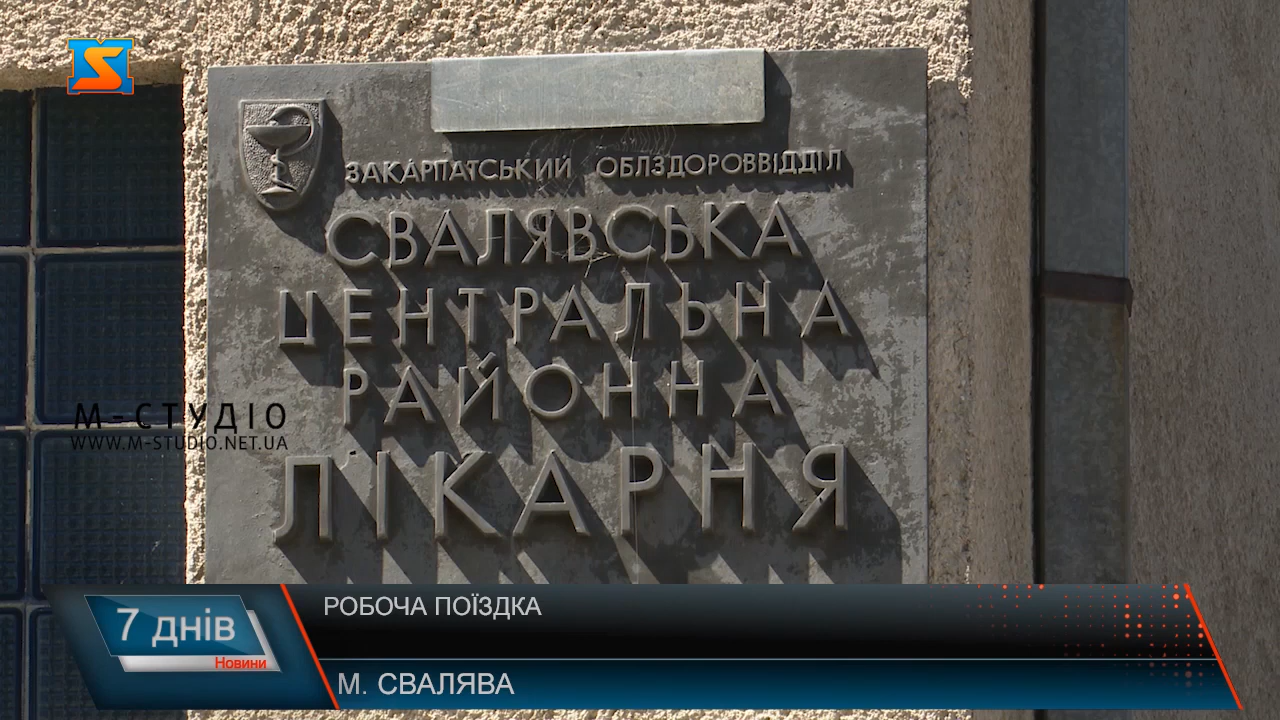 ЗАКАРПАТСЬКИЙ ОБЛЗДОРОВВІДДІЛ
СВАЛЯВСЬКА
ЦЕНТРАЛЬНА
РАЙОННА
ЛІКАРНЯ
М-СТУДІО
WWW.M-STUDIO.NET.UA
7 днів
Новини
РОБОЧА ПОЇЗДКА
М. СВАЛЯВА